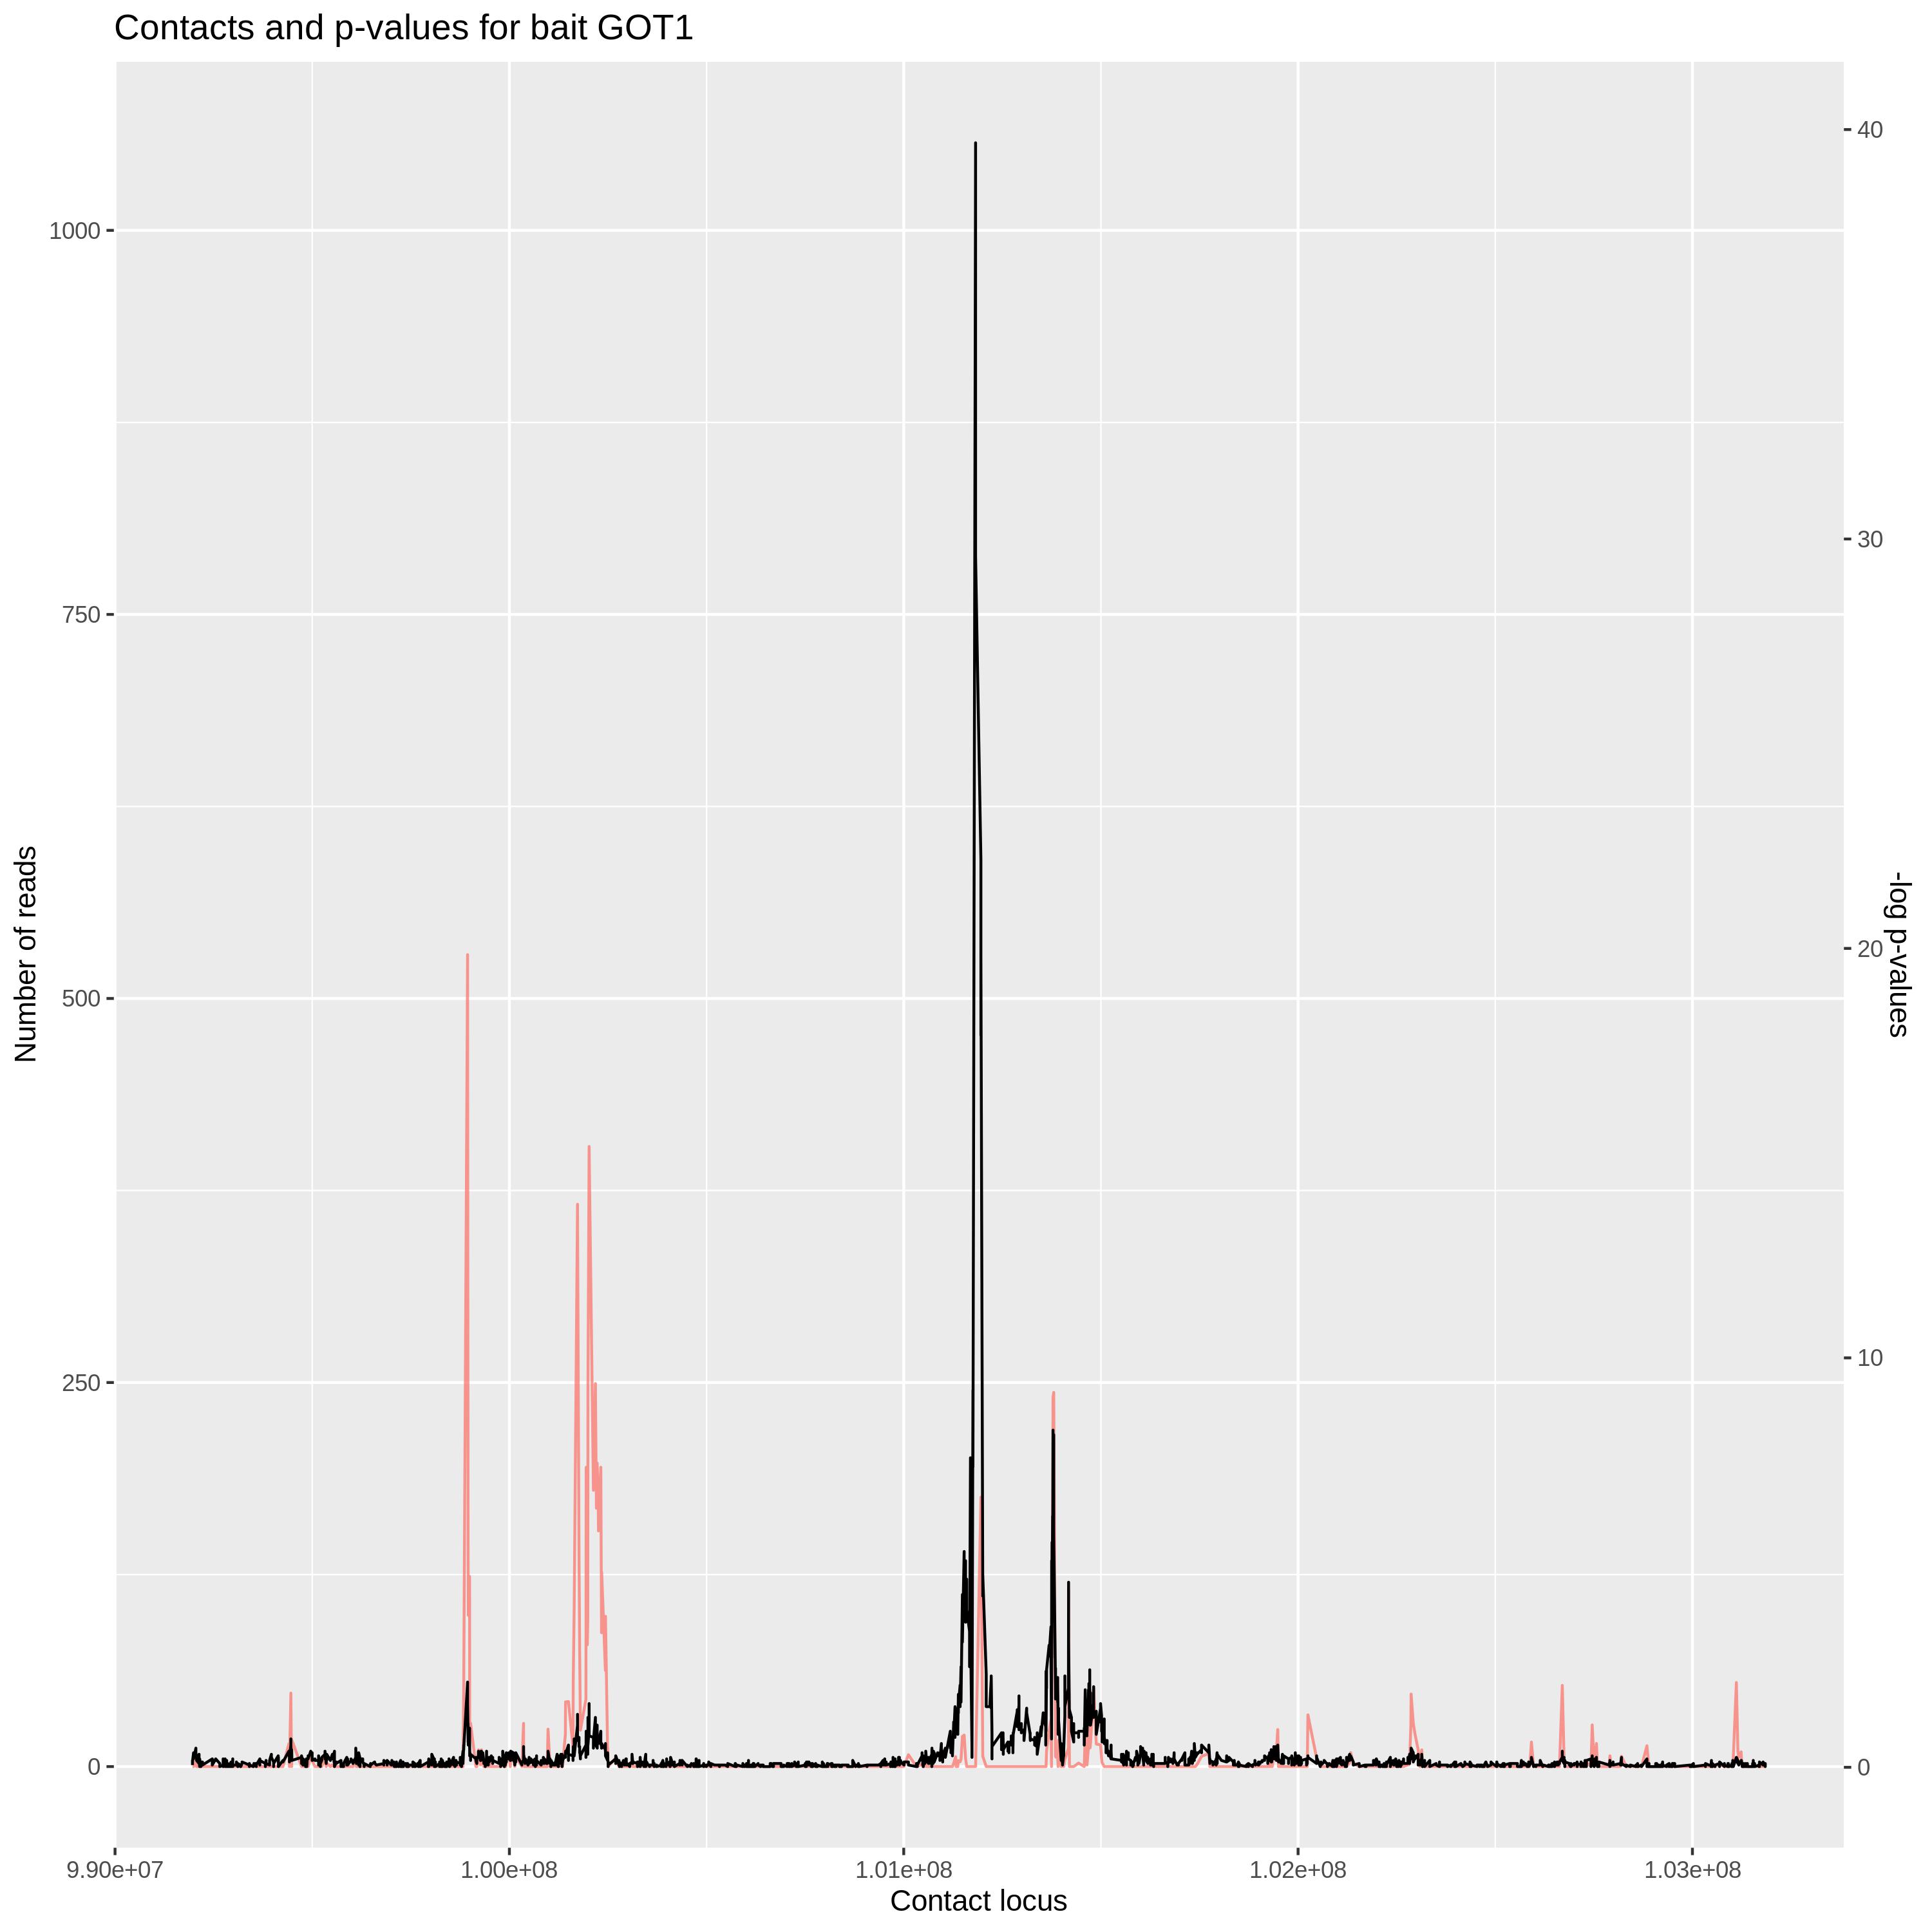 Contacts and p-values for bait GOT1
40
1000
30
750
Number of reads
-log p-values
20
500
10
250
0
0
9.90e+07
1.00e+08
1.01e+08
1.02e+08
1.03e+08
Contact locus